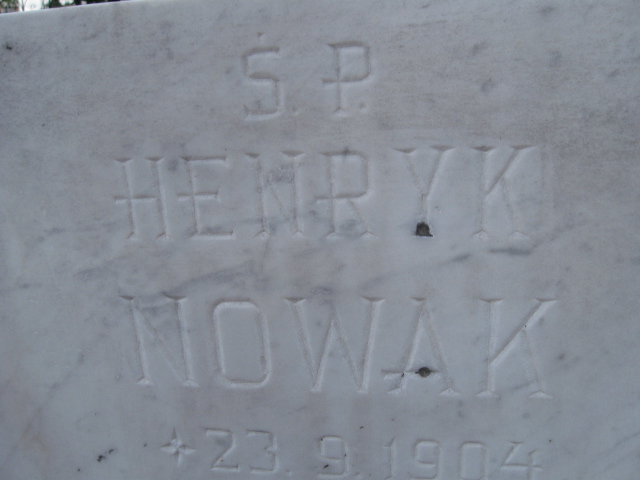 Ś.P.
HENRYK
NOWAK
✦ 23.9.1904